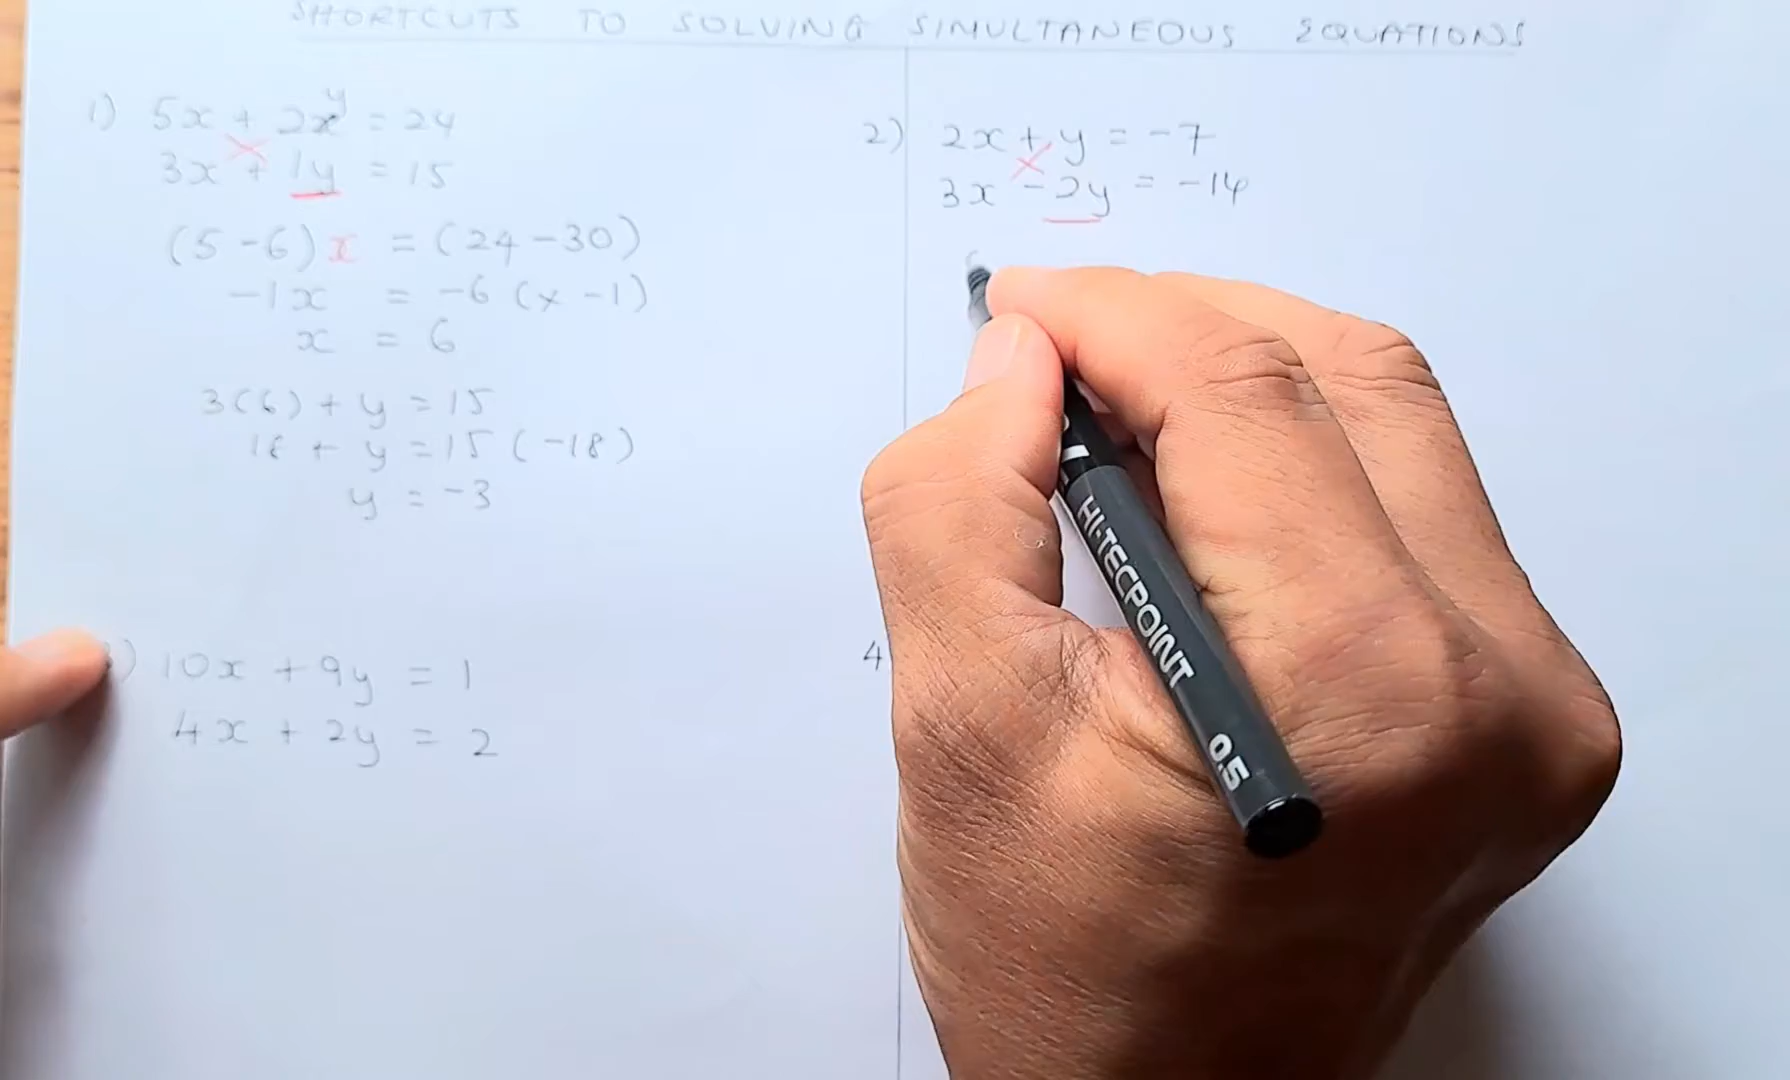 SHORTCUTS TO SOLVING SIMULTANEOUS EQUATIONS
1) 5x + 2y = 24
3x + 1y = 15
(5 - 6) x = (24 - 30)
-1x = -6 (x -1)
x = 6
3(6) + y = 15
18 + y = 15 (-18)
y = -3
2) 2x + y = -7
3x - 2y = -14
(
) 10x + 9y = 1
4x + 2y = 2
4
HI-TECPOINT
0.5